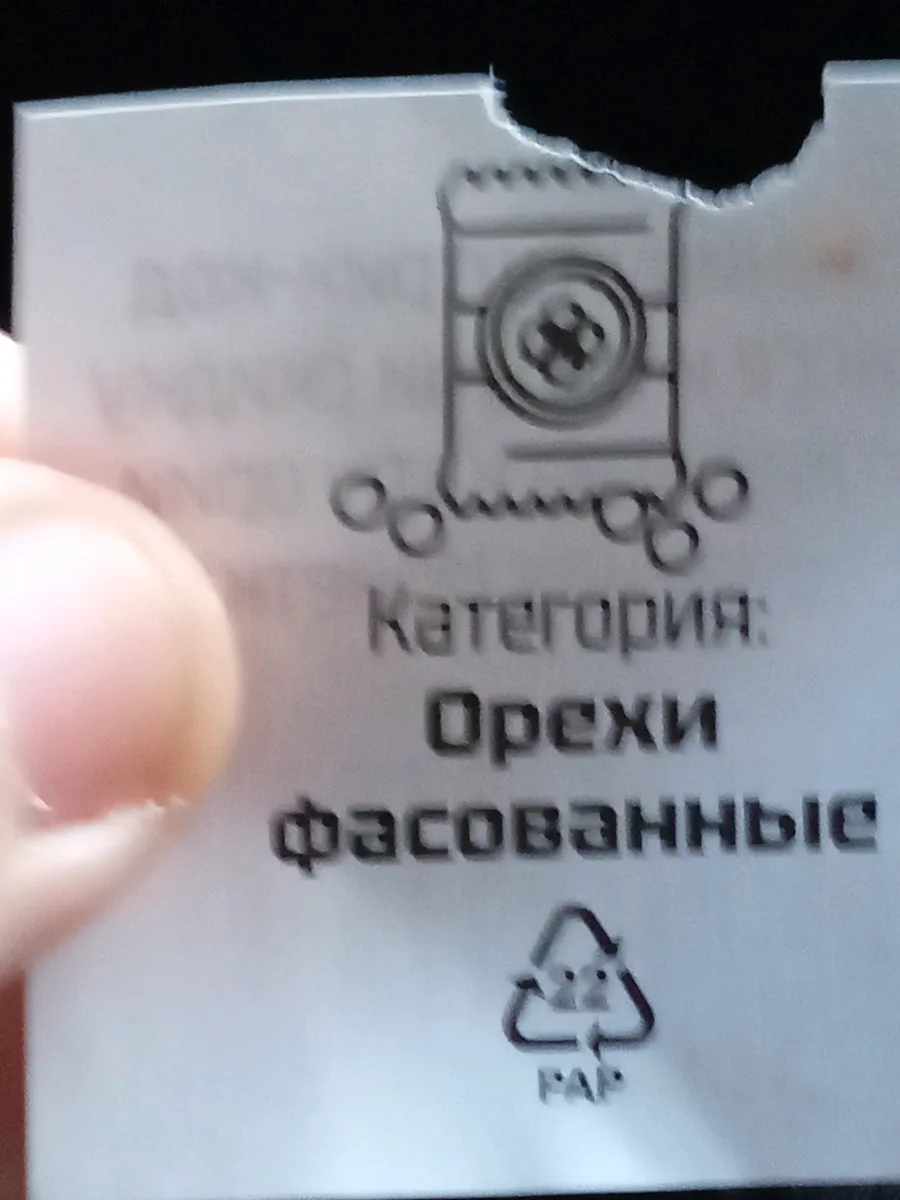 Категория:
Орехи
фасованные
22
PAP